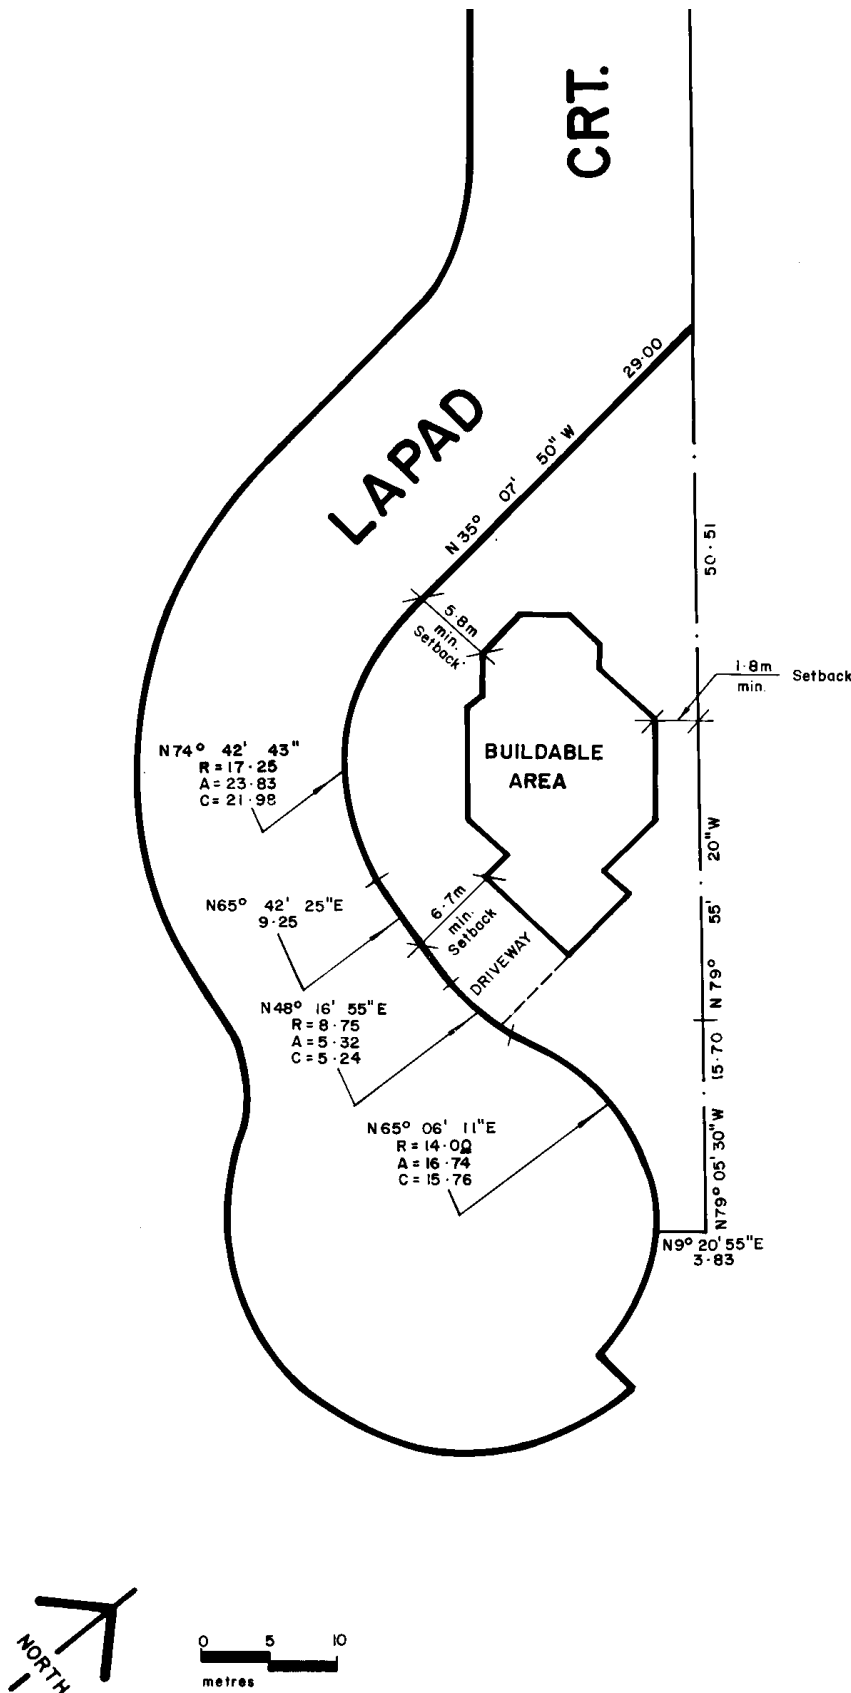 CRT.
LAPAD
29·00
N 35° 07' 50" W
50·51
5·8m
min.
Setback
1·8m
min.
Setback
N74° 42' 43"
R = 17·25
A = 23·83
C = 21·98
BUILDABLE
AREA
N 79° 55' 20" W
N65° 42' 25"E
9·25
6·7m
min.
Setback
DRIVEWAY
N48° 16' 55"E
R = 8·75
A = 5·32
C = 5·24
15·70
N79° 05' 30" W
N65° 06' 11"E
R = 14·00
A = 16·74
C = 15·76
N9° 20' 55"E
3·83
NORTH
0 5 10
metres